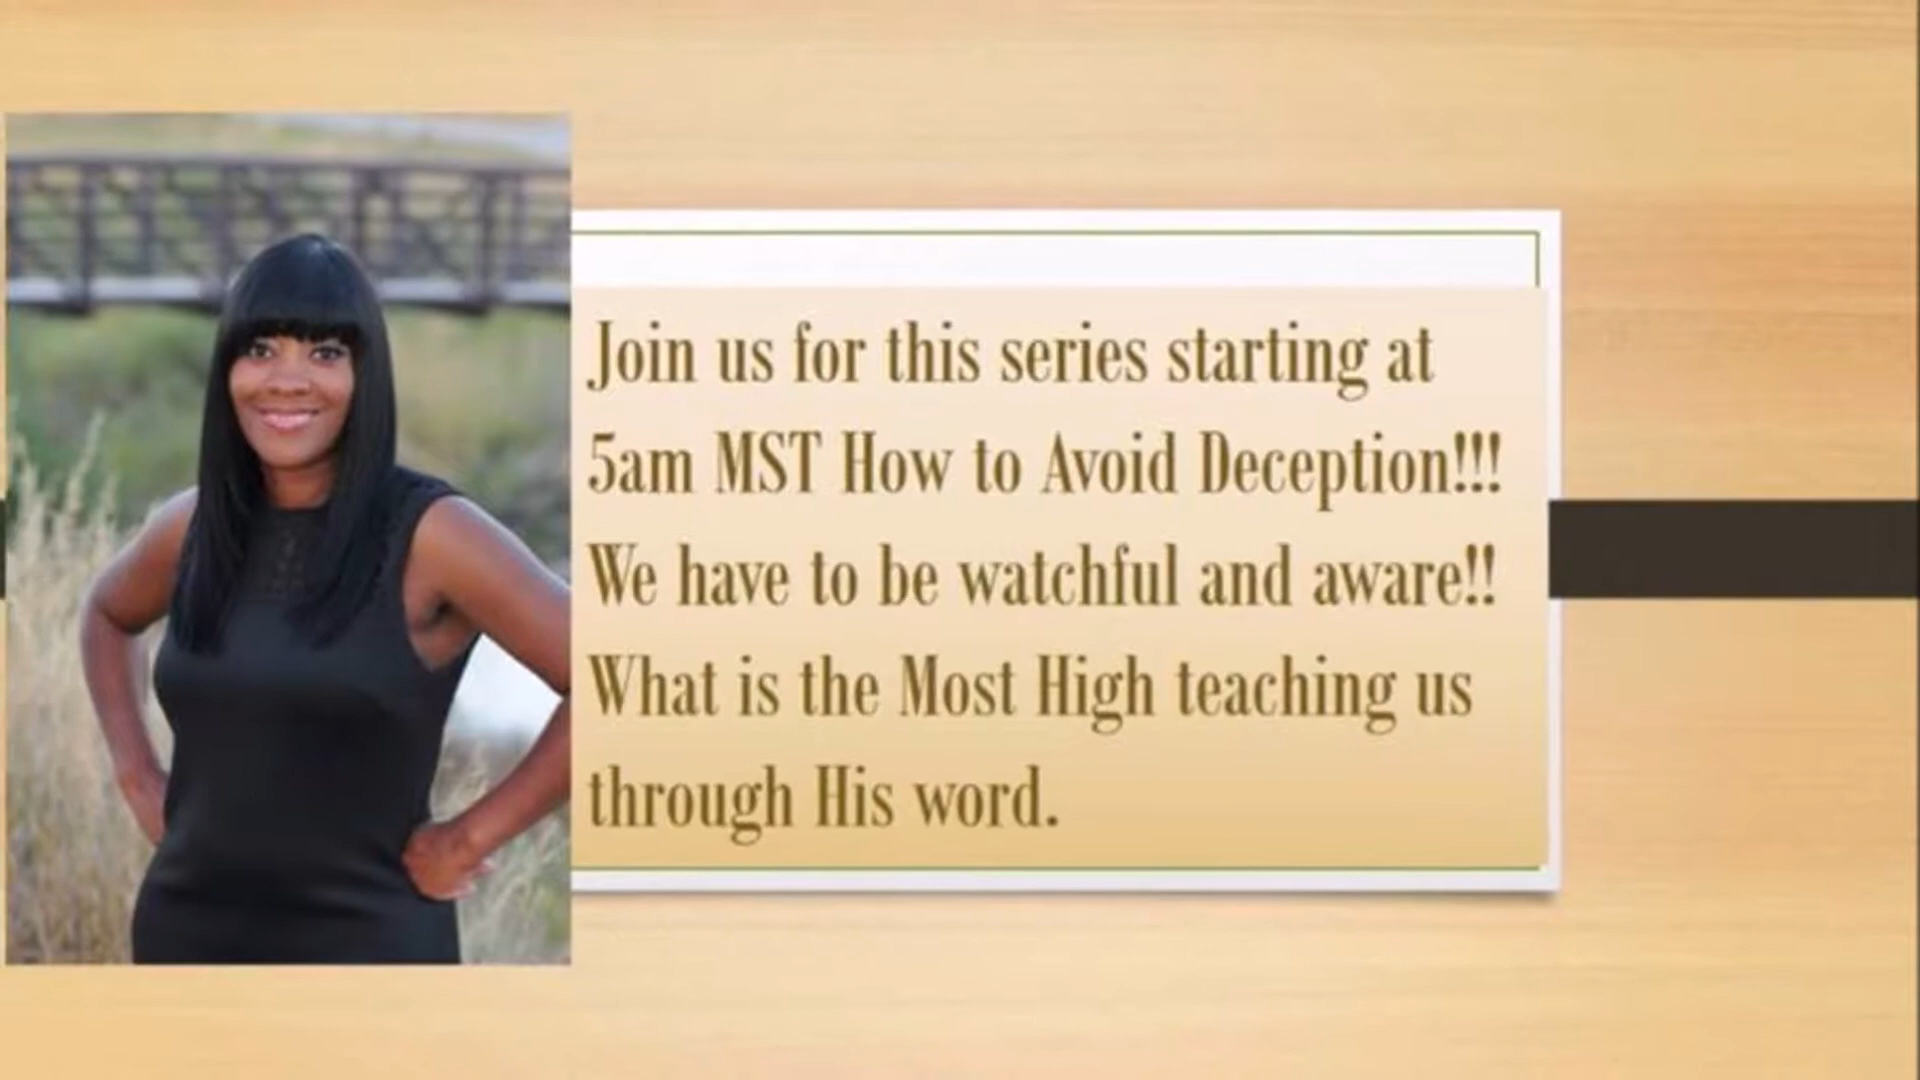 Join us for this series starting at
5am MST How to Avoid Deception!!!
We have to be watchful and aware!!
What is the Most High teaching us
through His word.